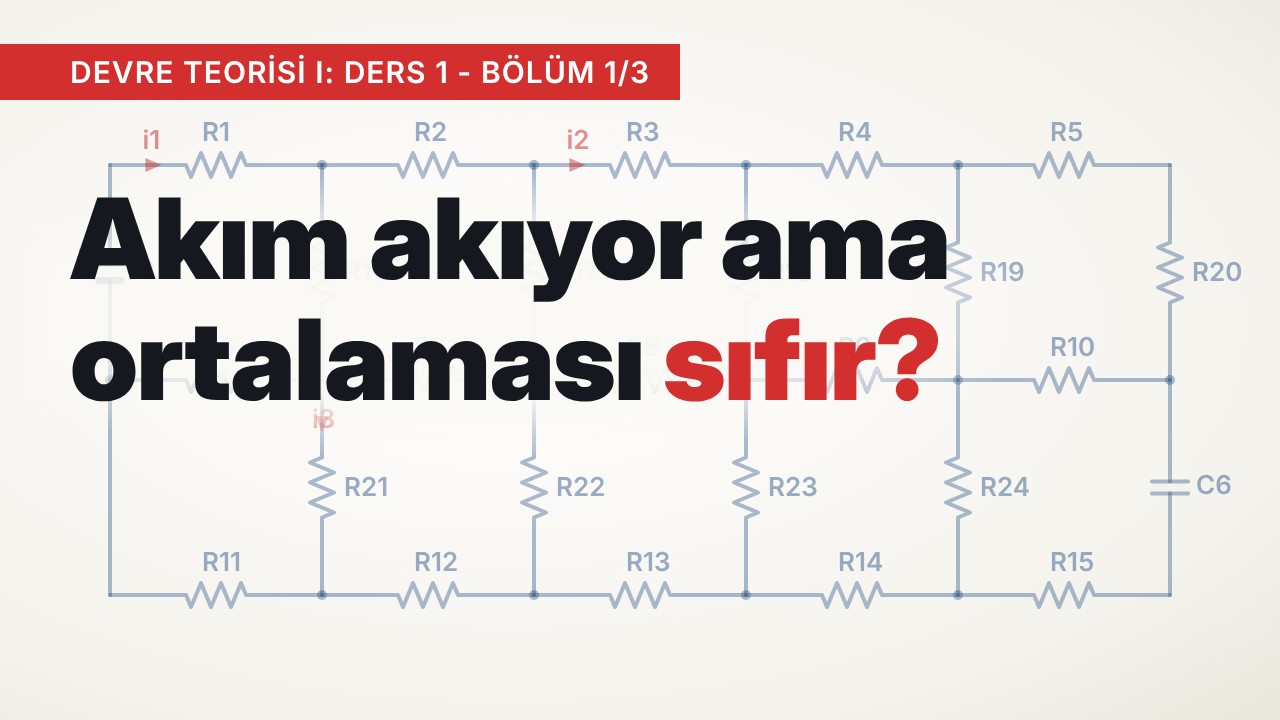 DEVRE TEORİSİ I: DERS 1 - BÖLÜM 1/3
i1 R1 R2 i2 R3 R4 R5
Akım akıyor ama
R19 R20
ortalaması sıfır?
R10
i3
R21 R22 R23 R24 C6
R11 R12 R13 R14 R15